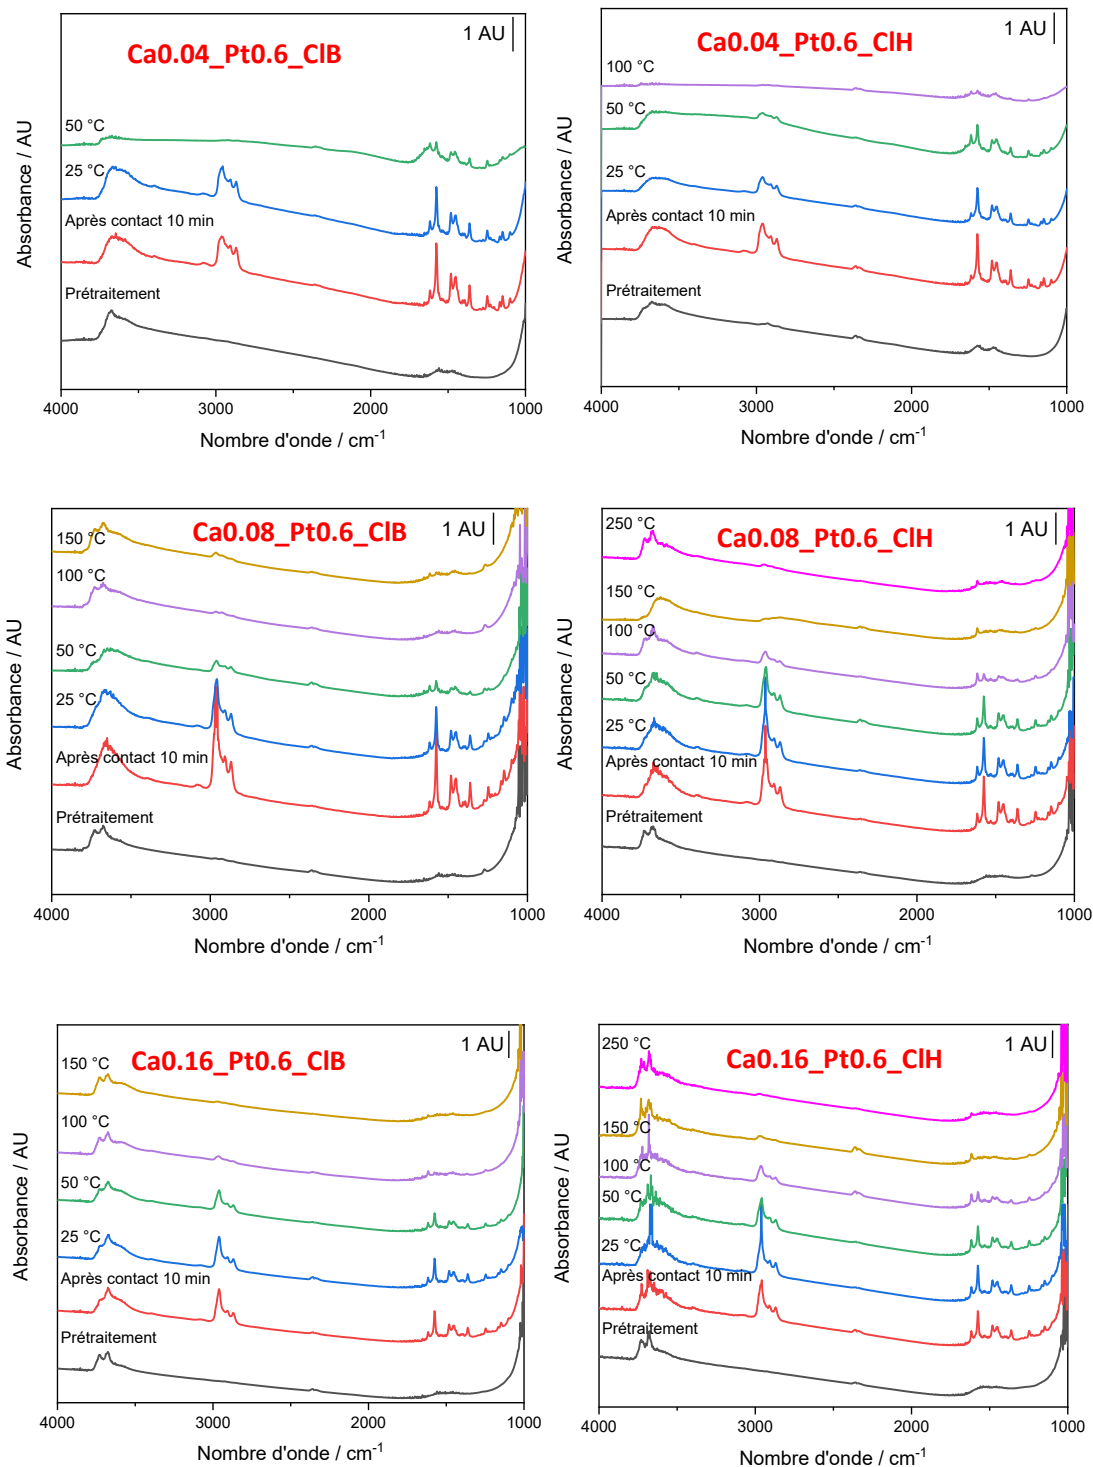 Ca0.04_Pt0.6_ClB
1 AU
50 °C
25 °C
Après contact 10 min
Prétraitement
Absorbance / AU
4000 3000 2000 1000
Nombre d'onde / cm-1
Ca0.04_Pt0.6_ClH
1 AU
100 °C
50 °C
25 °C
Après contact 10 min
Prétraitement
Absorbance / AU
4000 3000 2000 1000
Nombre d'onde / cm-1
Ca0.08_Pt0.6_ClB
1 AU
150 °C
100 °C
50 °C
25 °C
Après contact 10 min
Prétraitement
Absorbance / AU
4000 3000 2000 1000
Nombre d'onde / cm-1
Ca0.08_Pt0.6_ClH
1 AU
250 °C
150 °C
100 °C
50 °C
25 °C
Après contact 10 min
Prétraitement
Absorbance / AU
4000 3000 2000 1000
Nombre d'onde / cm-1
Ca0.16_Pt0.6_ClB
1 AU
150 °C
100 °C
50 °C
25 °C
Après contact 10 min
Prétraitement
Absorbance / AU
4000 3000 2000 1000
Nombre d'onde / cm-1
Ca0.16_Pt0.6_ClH
1 AU
250 °C
150 °C
100 °C
50 °C
25 °C
Après contact 10 min
Prétraitement
Absorbance / AU
4000 3000 2000 1000
Nombre d'onde / cm-1